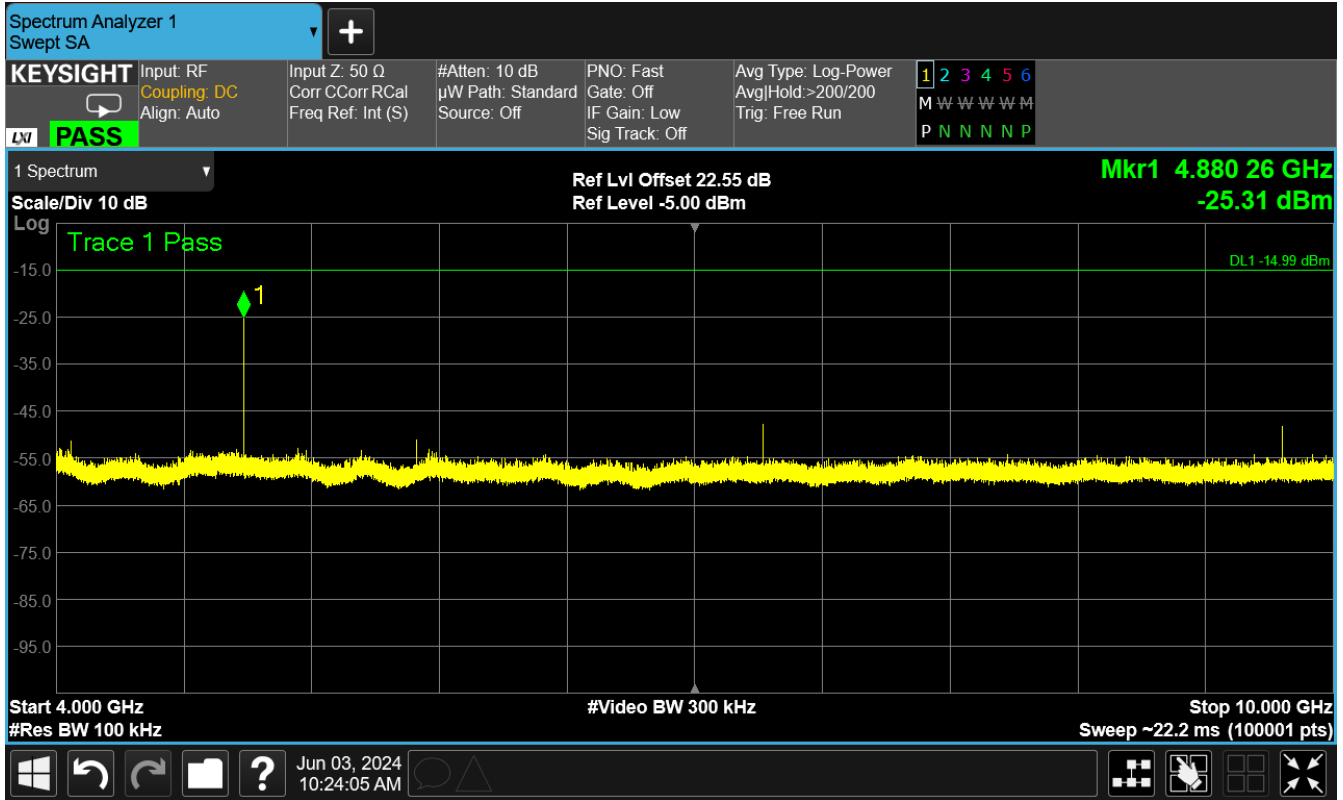 Spectrum Analyzer 1
Swept SA
KEYSIGHT
LXI
PASS
Input: RF
Coupling: DC
Align: Auto
Input Z: 50 Ω
Corr CCorr RCal
Freq Ref: Int (S)
#Atten: 10 dB
µW Path: Standard
Source: Off
PNO: Fast
Gate: Off
IF Gain: Low
Sig Track: Off
Avg Type: Log-Power
Avg|Hold:>200/200
Trig: Free Run
1 2 3 4 5 6
M W W W W M
P N N N N P
1 Spectrum
Scale/Div 10 dB
Ref Lvl Offset 22.55 dB
Ref Level -5.00 dBm
Mkr1 4.880 26 GHz
-25.31 dBm
Log
Trace 1 Pass
DL1 -14.99 dBm
1
-15.0
-25.0
-35.0
-45.0
-55.0
-65.0
-75.0
-85.0
-95.0
Start 4.000 GHz
#Video BW 300 kHz
Stop 10.000 GHz
#Res BW 100 kHz
Sweep ~22.2 ms (100001 pts)
?
Jun 03, 2024
10:24:05 AM